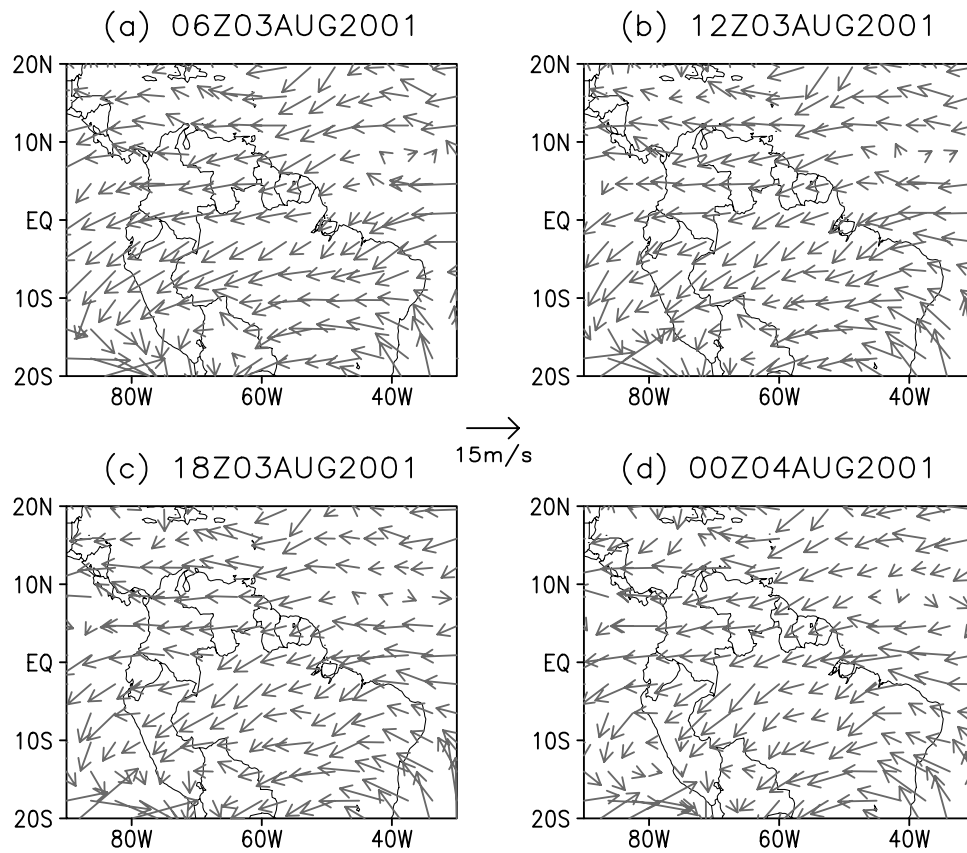 (a) 06Z03AUG2001
20N
10N
EQ
10S
20S
80W 60W 40W
(b) 12Z03AUG2001
20N
10N
EQ
10S
20S
80W 60W 40W
15m/s
(c) 18Z03AUG2001
20N
10N
EQ
10S
20S
80W 60W 40W
(d) 00Z04AUG2001
20N
10N
EQ
10S
20S
80W 60W 40W